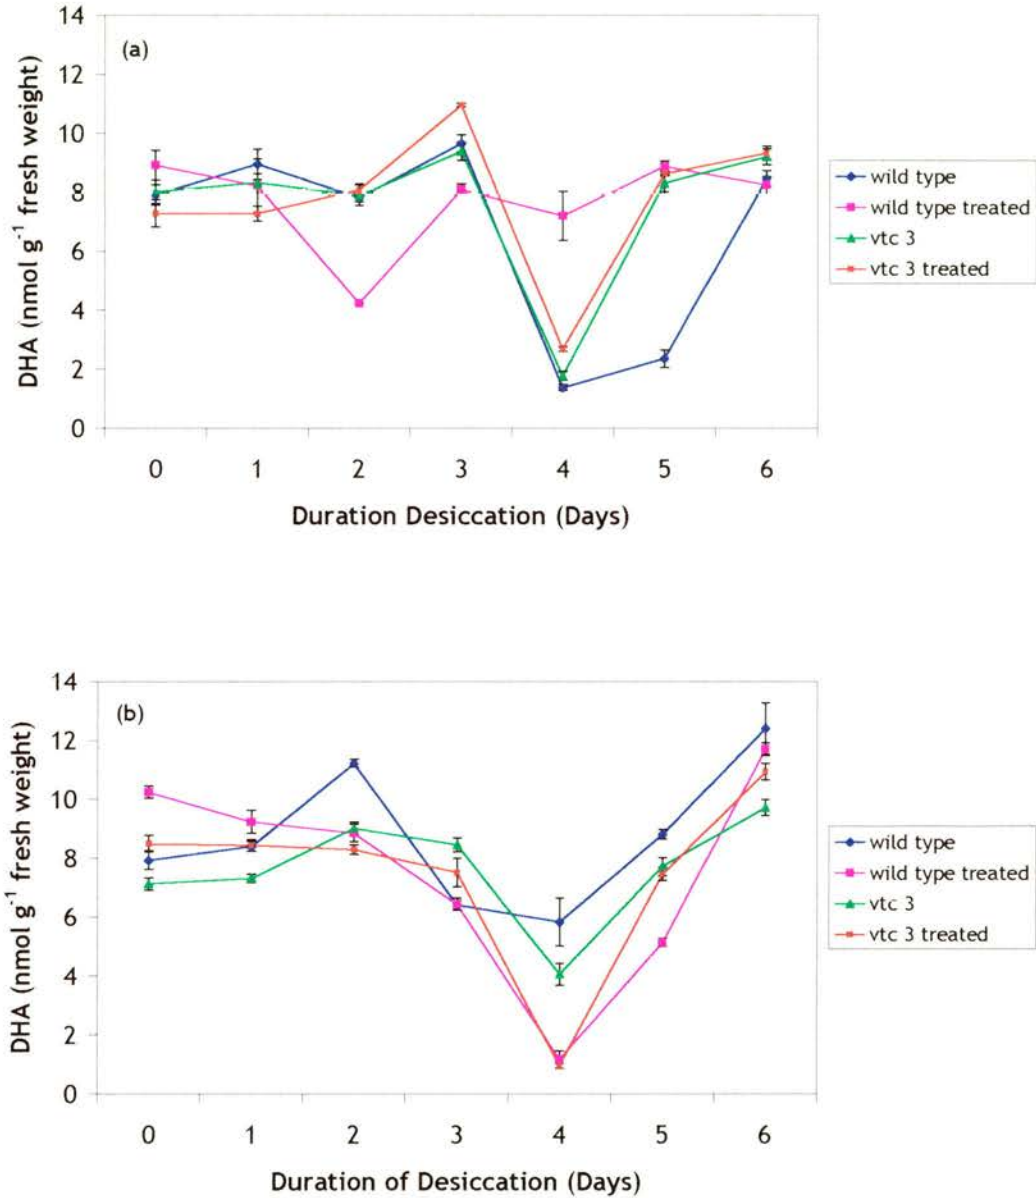 14
12
10
8
6
4
2
0
(a)
DHA (nmol g⁻¹ fresh weight)
0 1 2 3 4 5 6
Duration Desiccation (Days)
wild type
wild type treated
vtc 3
vtc 3 treated
14
12
10
8
6
4
2
0
(b)
DHA (nmol g⁻¹ fresh weight)
0 1 2 3 4 5 6
Duration of Desiccation (Days)
wild type
wild type treated
vtc 3
vtc 3 treated